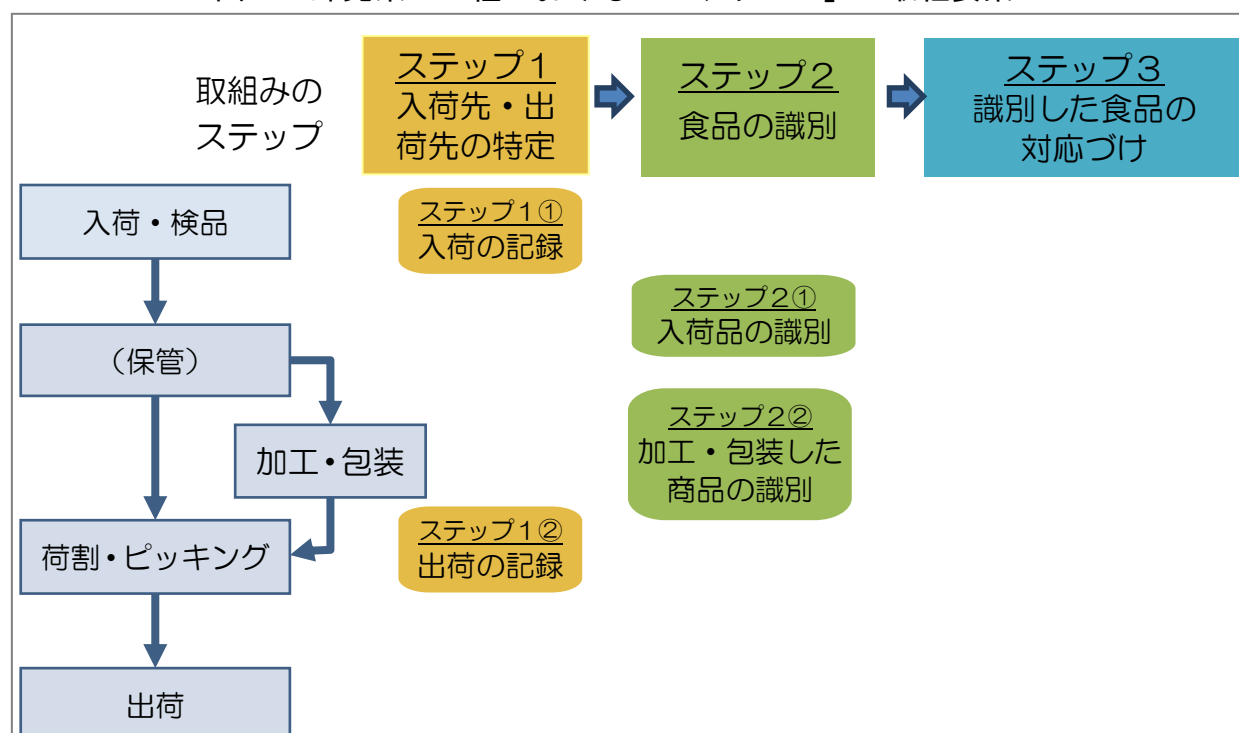 取組みの
ステップ
ステップ1
入荷先・出
荷先の特定
ステップ2
食品の識別
ステップ3
識別した食品の
対応づけ
入荷・検品
ステップ1①
入荷の記録
ステップ2①
入荷品の識別
(保管)
ステップ2②
加工・包装した
商品の識別
加工・包装
ステップ1②
出荷の記録
荷割・ピッキング
出荷